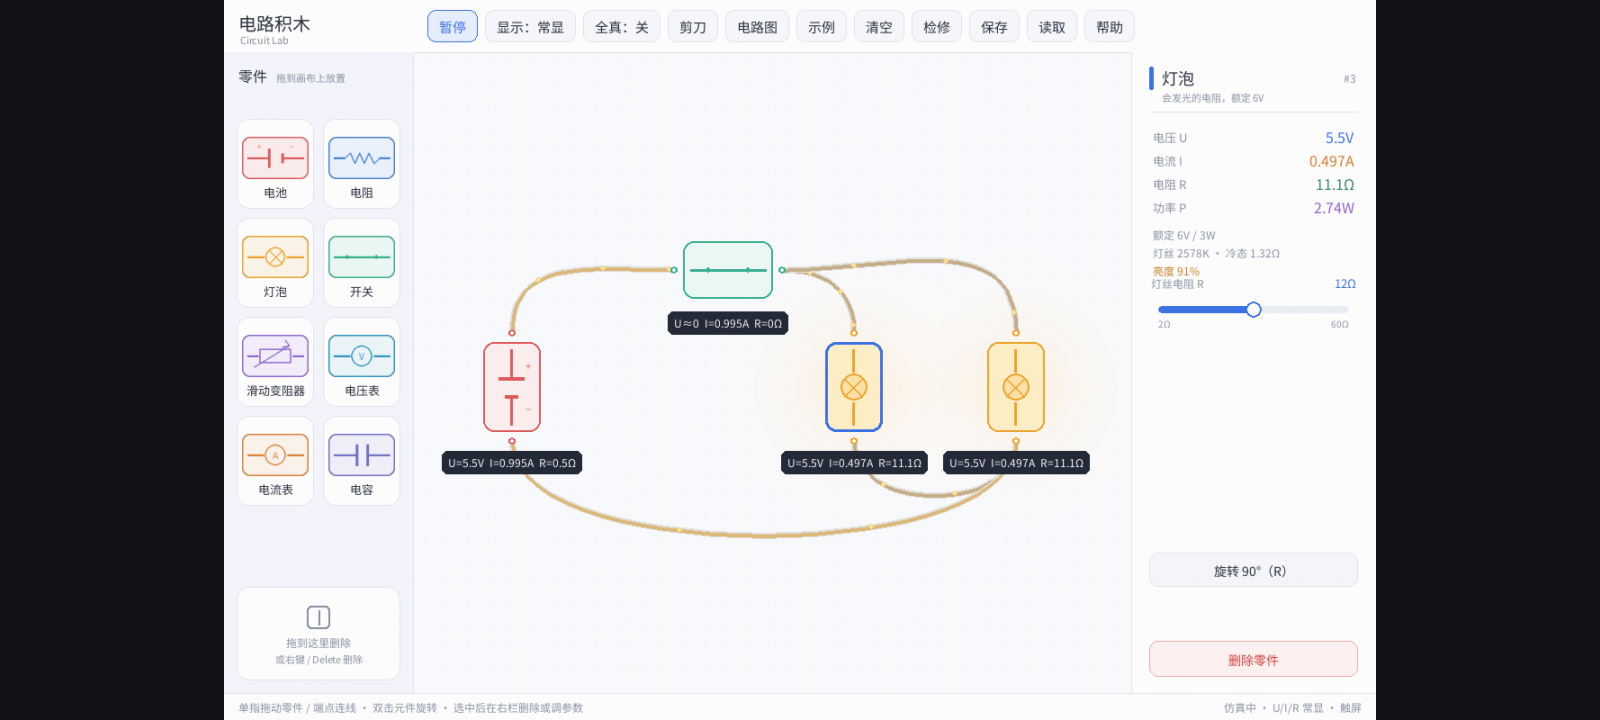 电路积木
Circuit Lab
暂停
显示：常显
全真：关
剪刀
电路图
示例
清空
检修
保存
读取
帮助
零件 拖到画布上放置
+ −
电池
电阻
灯泡
开关
滑动变阻器
V
电压表
A
电流表
电容
拖到这里删除
或右键 / Delete 删除
U≈0 I=0.995A R=0Ω
+
−
U=5.5V I=0.995A R=0.5Ω
U=5.5V I=0.497A R=11.1Ω
U=5.5V I=0.497A R=11.1Ω
灯泡 #3
会发光的电阻，额定 6V
电压 U 5.5V
电流 I 0.497A
电阻 R 11.1Ω
功率 P 2.74W
额定 6V / 3W
灯丝 2578K · 冷态 1.32Ω
亮度 91%
灯丝电阻 R 12Ω
2Ω 60Ω
旋转 90°（R）
删除零件
单指拖动零件 / 端点连线 · 双击元件旋转 · 选中后在右栏删除或调参数
仿真中 · U/I/R 常显 · 触屏